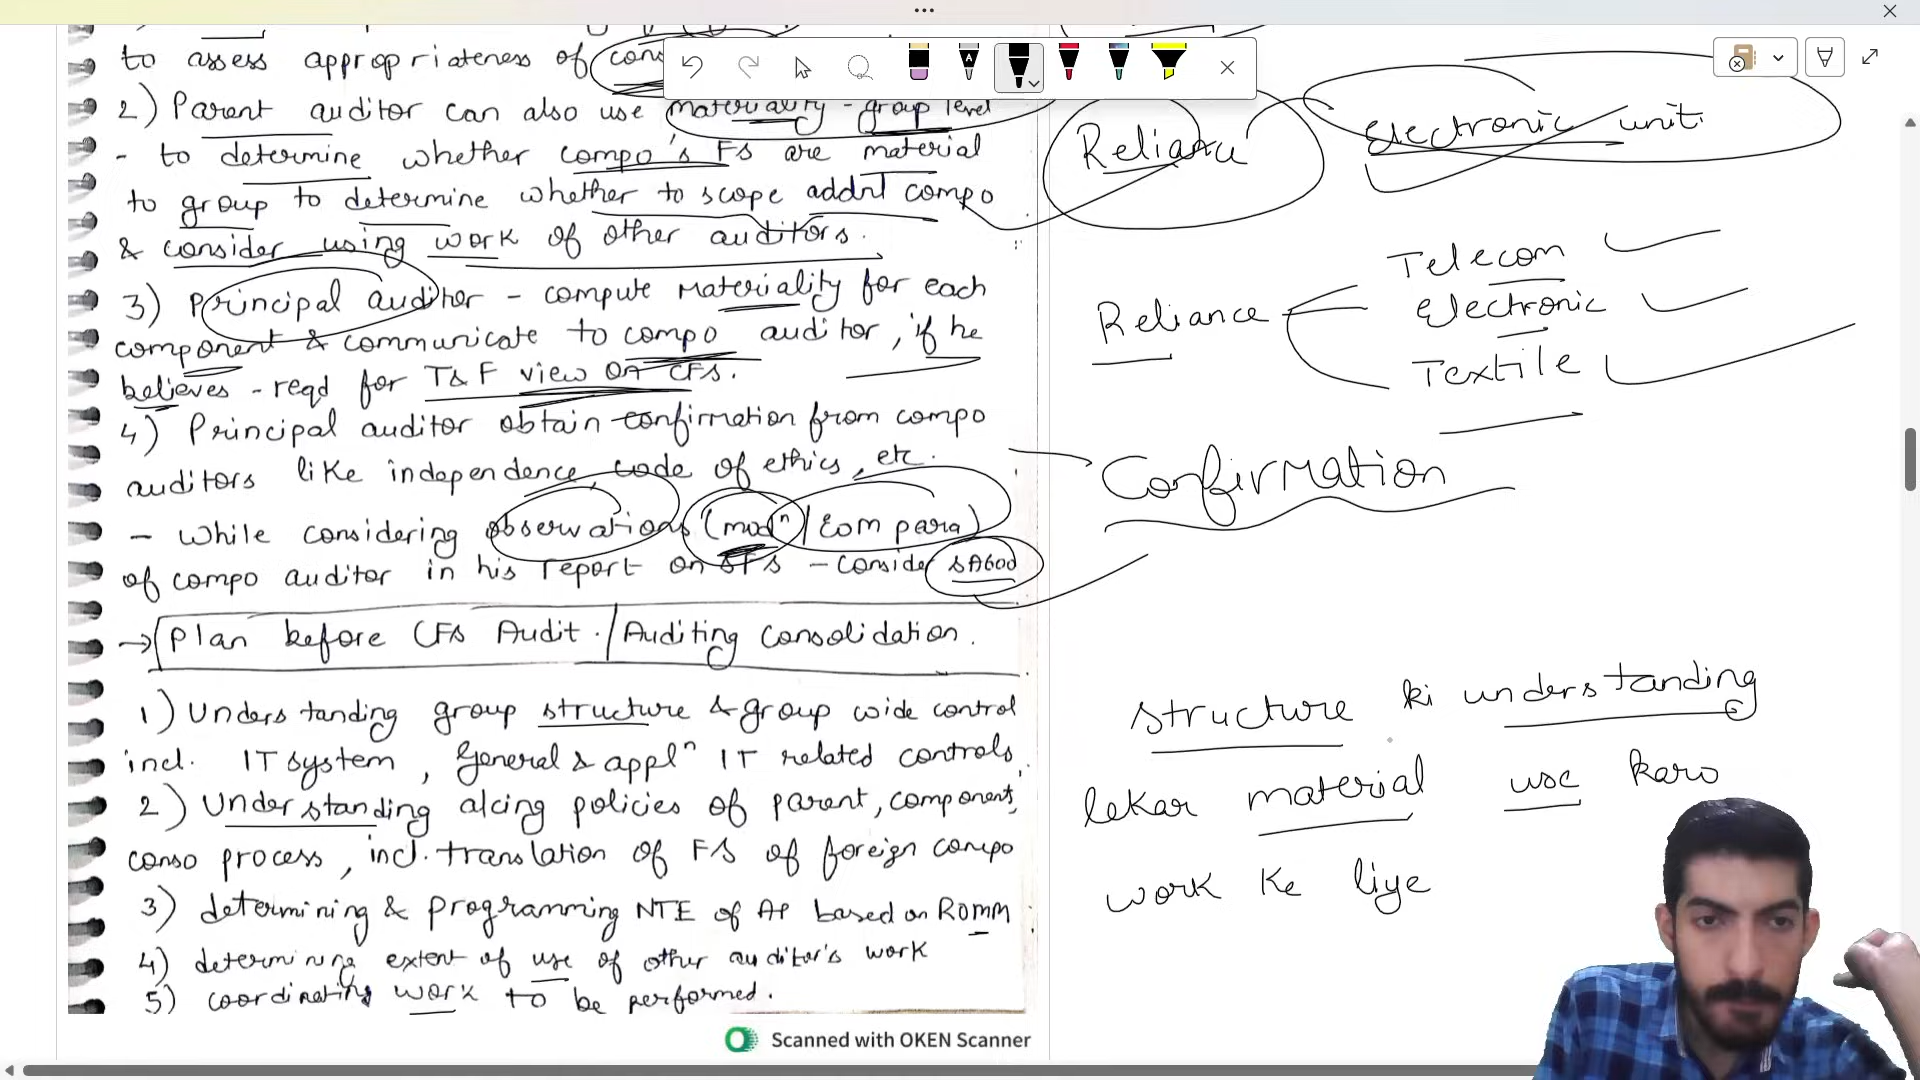 to assess appropriateness of cons
2) Parent auditor can also use materiality - group level
- to determine whether compo's FS are material
to group to determine whether to scope addnl compo
& consider using work of other auditors.
3) Principal auditor - compute materiality for each
component & communicate to compo auditor, if he
believes - reqd for T&F view on CFS.
4) Principal auditor obtain confirmation from compo
auditors like independence, code of ethics, etc.
- While considering observations (modⁿ / EOM para)
of compo auditor in his report on SFS - Consider SA600
→ Plan before CFS Audit. / Auditing Consolidation.
1) Understanding group structure & group wide control
incl. IT system, General & applⁿ IT related controls
2) Understanding a/cing policies of parent, component,
conso process, incl. translation of FS of foreign compo
3) determining & programming NTE of AP based on ROMM
4) determining extent of use of other auditor's work
5) coordinating work to be performed.
Scanned with OKEN Scanner
Reliance Electronic unit
Telecom
Reliance Electronic
Textile
Confirmation
structure ki understanding
lekar material use karo
work ke liye